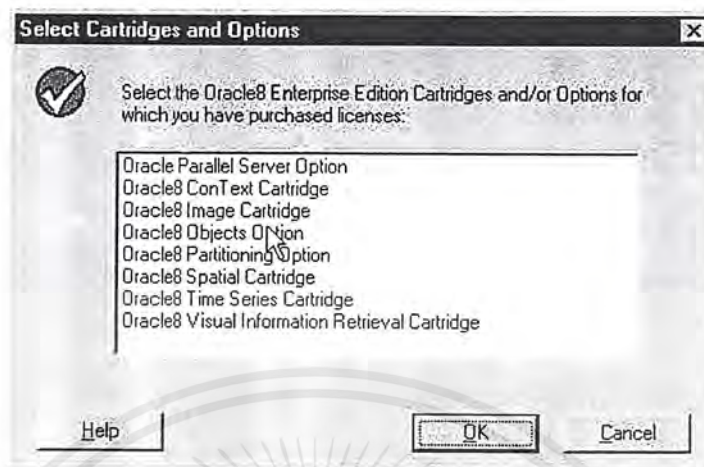 Select Cartridges and Options
Select the Oracle8 Enterprise Edition Cartridges and/or Options for
which you have purchased licenses:
Oracle Parallel Server Option
Oracle8 ConText Cartridge
Oracle8 Image Cartridge
Oracle8 Objects Option
Oracle8 Partitioning Option
Oracle8 Spatial Cartridge
Oracle8 Time Series Cartridge
Oracle8 Visual Information Retrieval Cartridge
Help
OK
Cancel